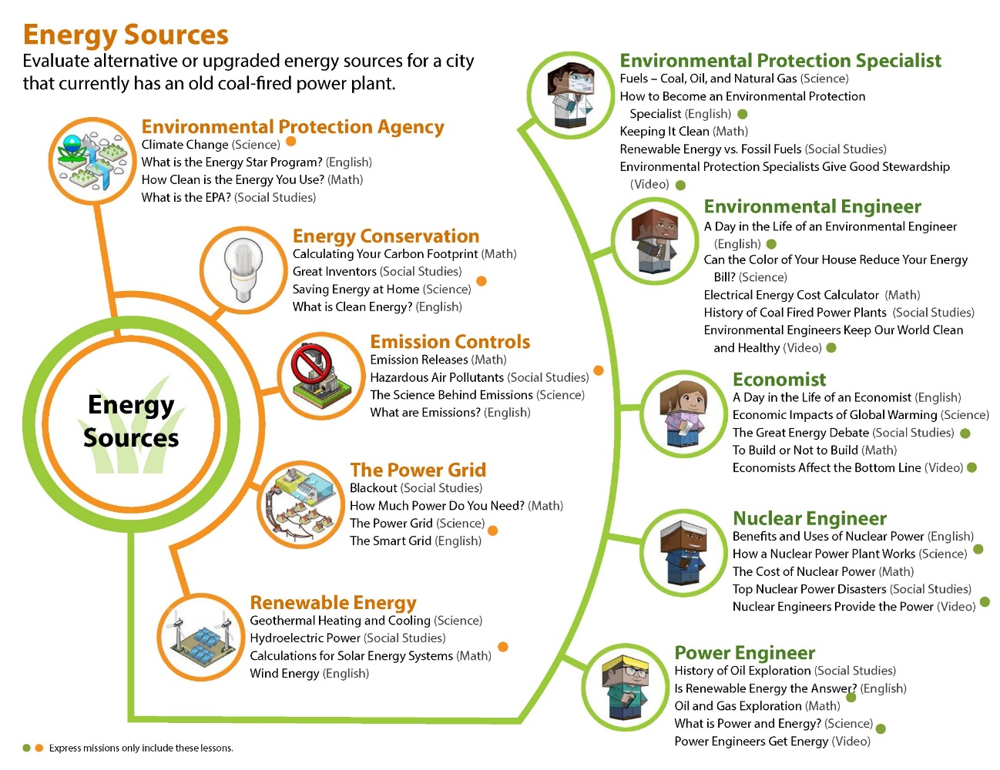 Energy Sources
Evaluate alternative or upgraded energy sources for a city
that currently has an old coal-fired power plant.
Environmental Protection Agency
Climate Change (Science)
What is the Energy Star Program? (English)
How Clean is the Energy You Use? (Math)
What is the EPA? (Social Studies)
Energy Conservation
Calculating Your Carbon Footprint (Math)
Great Inventors (Social Studies)
Saving Energy at Home (Science)
What is Clean Energy? (English)
Emission Controls
Emission Releases (Math)
Hazardous Air Pollutants (Social Studies)
The Science Behind Emissions (Science)
What are Emissions? (English)
Energy
Sources
The Power Grid
Blackout (Social Studies)
How Much Power Do You Need? (Math)
The Power Grid (Science)
The Smart Grid (English)
Renewable Energy
Geothermal Heating and Cooling (Science)
Hydroelectric Power (Social Studies)
Calculations for Solar Energy Systems (Math)
Wind Energy (English)
Environmental Protection Specialist
Fuels – Coal, Oil, and Natural Gas (Science)
How to Become an Environmental Protection
Specialist (English)
Keeping It Clean (Math)
Renewable Energy vs. Fossil Fuels (Social Studies)
Environmental Protection Specialists Give Good Stewardship
(Video)
Environmental Engineer
A Day in the Life of an Environmental Engineer
(English)
Can the Color of Your House Reduce Your Energy
Bill? (Science)
Electrical Energy Cost Calculator (Math)
History of Coal Fired Power Plants (Social Studies)
Environmental Engineers Keep Our World Clean
and Healthy (Video)
Economist
A Day in the Life of an Economist (English)
Economic Impacts of Global Warming (Science)
The Great Energy Debate (Social Studies)
To Build or Not to Build (Math)
Economists Affect the Bottom Line (Video)
Nuclear Engineer
Benefits and Uses of Nuclear Power (English)
How a Nuclear Power Plant Works (Science)
The Cost of Nuclear Power (Math)
Top Nuclear Power Disasters (Social Studies)
Nuclear Engineers Provide the Power (Video)
Power Engineer
History of Oil Exploration (Social Studies)
Is Renewable Energy the Answer? (English)
Oil and Gas Exploration (Math)
What is Power and Energy? (Science)
Power Engineers Get Energy (Video)
Express missions only include these lessons.